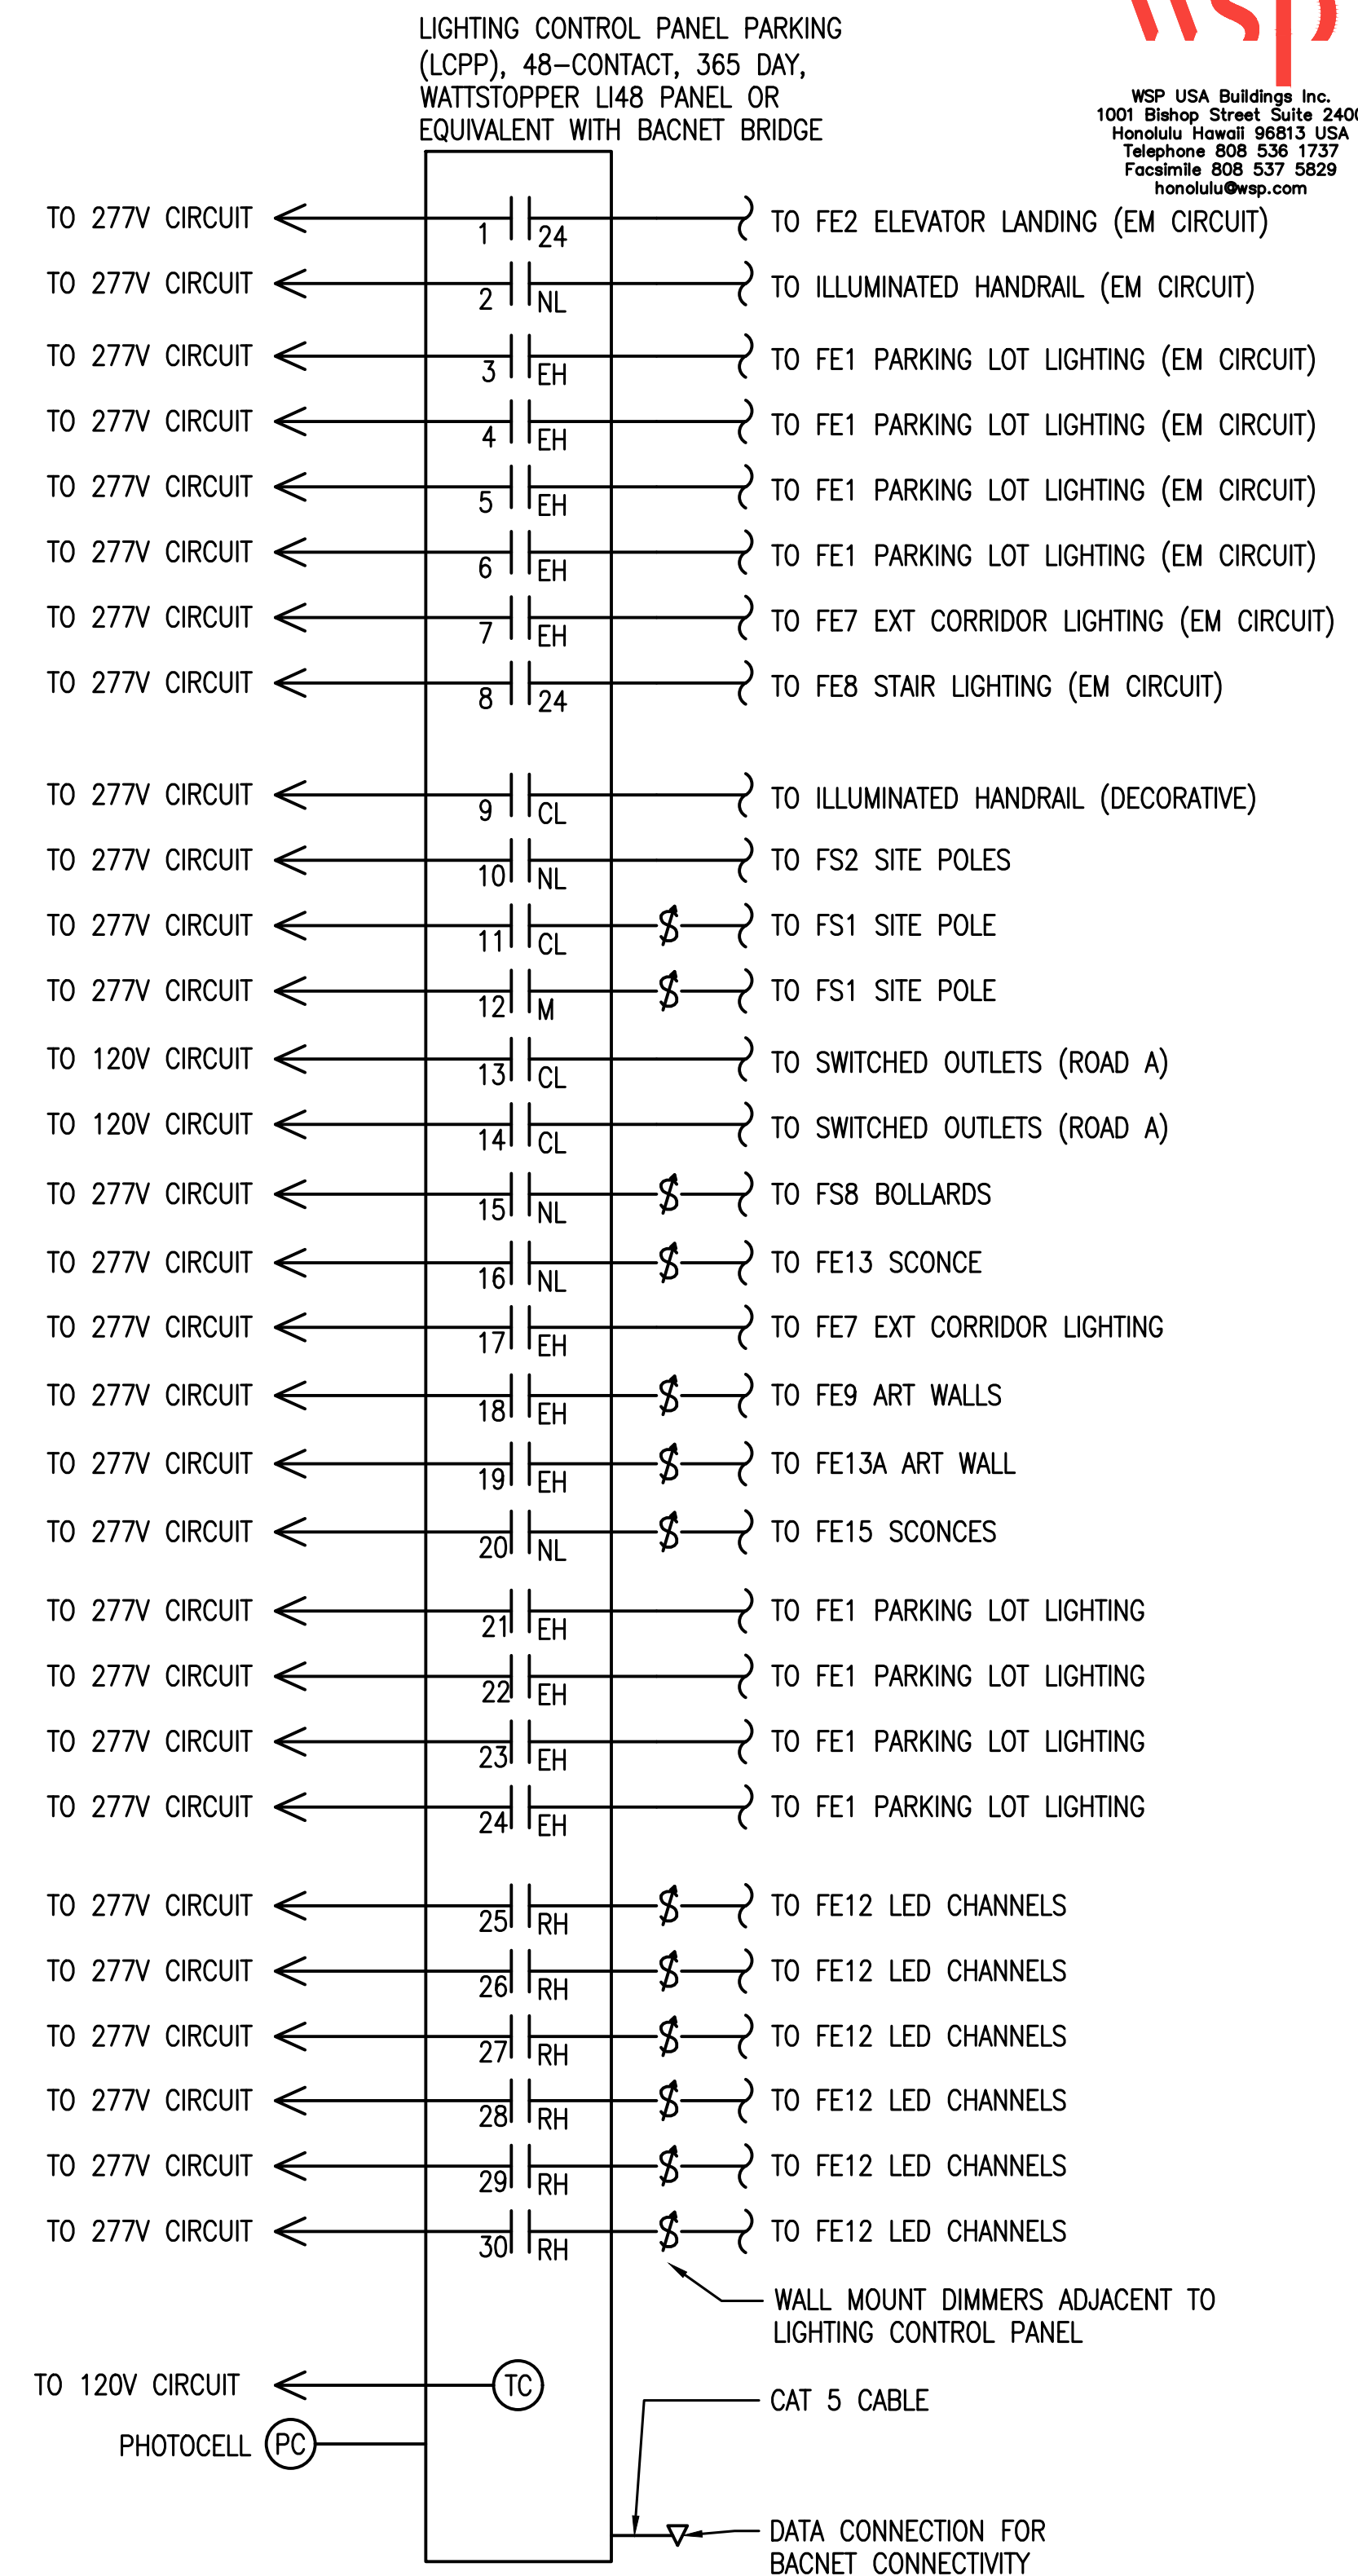 LIGHTING CONTROL PANEL PARKING
(LCPP), 48-CONTACT, 365 DAY,
WATTSTOPPER LI48 PANEL OR
EQUIVALENT WITH BACNET BRIDGE
wsp
WSP USA Buildings Inc.
1001 Bishop Street Suite 2400
Honolulu Hawaii 96813 USA
Telephone 808 536 1737
Facsimile 808 537 5829
honolulu@wsp.com
TO 277V CIRCUIT 1 24 TO FE2 ELEVATOR LANDING (EM CIRCUIT)
TO 277V CIRCUIT 2 NL TO ILLUMINATED HANDRAIL (EM CIRCUIT)
TO 277V CIRCUIT 3 EH TO FE1 PARKING LOT LIGHTING (EM CIRCUIT)
TO 277V CIRCUIT 4 EH TO FE1 PARKING LOT LIGHTING (EM CIRCUIT)
TO 277V CIRCUIT 5 EH TO FE1 PARKING LOT LIGHTING (EM CIRCUIT)
TO 277V CIRCUIT 6 EH TO FE1 PARKING LOT LIGHTING (EM CIRCUIT)
TO 277V CIRCUIT 7 EH TO FE7 EXT CORRIDOR LIGHTING (EM CIRCUIT)
TO 277V CIRCUIT 8 24 TO FE8 STAIR LIGHTING (EM CIRCUIT)
TO 277V CIRCUIT 9 CL TO ILLUMINATED HANDRAIL (DECORATIVE)
TO 277V CIRCUIT 10 NL TO FS2 SITE POLES
TO 277V CIRCUIT 11 CL $ TO FS1 SITE POLE
TO 277V CIRCUIT 12 M $ TO FS1 SITE POLE
TO 120V CIRCUIT 13 CL TO SWITCHED OUTLETS (ROAD A)
TO 120V CIRCUIT 14 CL TO SWITCHED OUTLETS (ROAD A)
TO 277V CIRCUIT 15 NL $ TO FS8 BOLLARDS
TO 277V CIRCUIT 16 NL $ TO FE13 SCONCE
TO 277V CIRCUIT 17 EH TO FE7 EXT CORRIDOR LIGHTING
TO 277V CIRCUIT 18 EH $ TO FE9 ART WALLS
TO 277V CIRCUIT 19 EH $ TO FE13A ART WALL
TO 277V CIRCUIT 20 NL $ TO FE15 SCONCES
TO 277V CIRCUIT 21 EH TO FE1 PARKING LOT LIGHTING
TO 277V CIRCUIT 22 EH TO FE1 PARKING LOT LIGHTING
TO 277V CIRCUIT 23 EH TO FE1 PARKING LOT LIGHTING
TO 277V CIRCUIT 24 EH TO FE1 PARKING LOT LIGHTING
TO 277V CIRCUIT 25 RH $ TO FE12 LED CHANNELS
TO 277V CIRCUIT 26 RH $ TO FE12 LED CHANNELS
TO 277V CIRCUIT 27 RH $ TO FE12 LED CHANNELS
TO 277V CIRCUIT 28 RH $ TO FE12 LED CHANNELS
TO 277V CIRCUIT 29 RH $ TO FE12 LED CHANNELS
TO 277V CIRCUIT 30 RH $ TO FE12 LED CHANNELS
WALL MOUNT DIMMERS ADJACENT TO
LIGHTING CONTROL PANEL
TO 120V CIRCUIT TC
CAT 5 CABLE
PHOTOCELL PC
DATA CONNECTION FOR
BACNET CONNECTIVITY